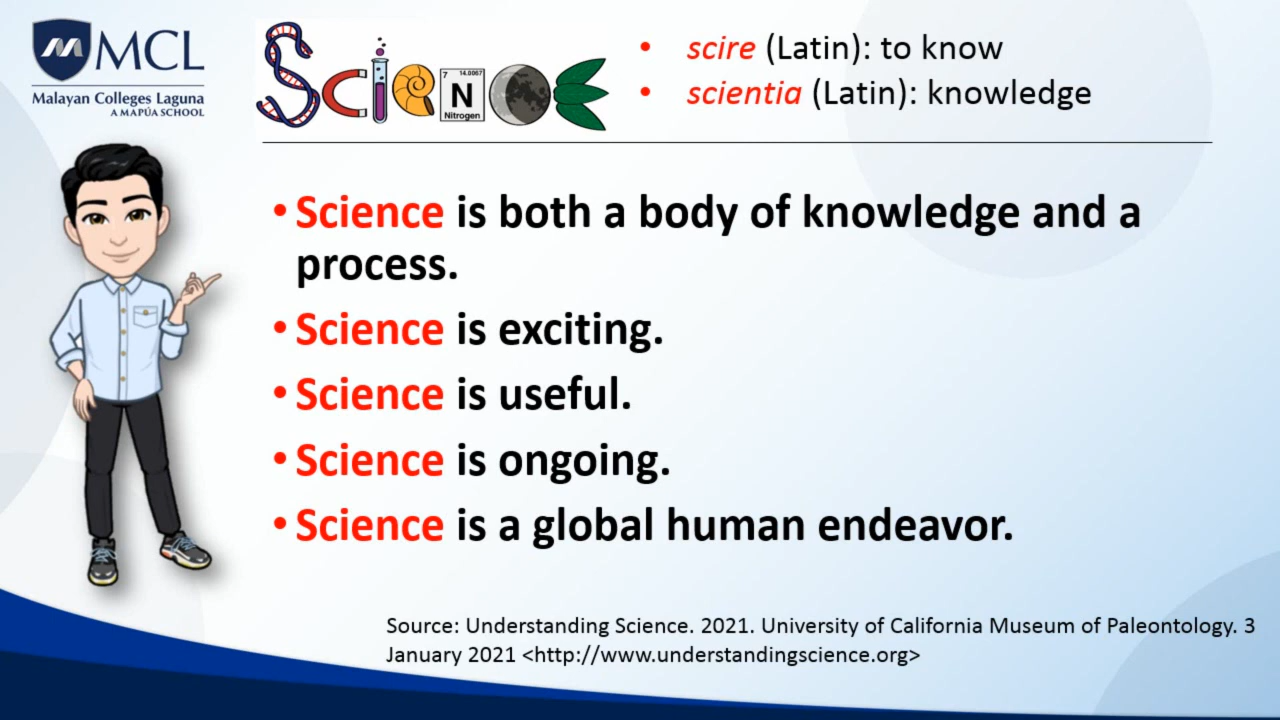 MCL
Malayan Colleges Laguna
A MAPÚA SCHOOL
SCIENCE
7 14.0067
N
Nitrogen
• scire (Latin): to know
• scientia (Latin): knowledge
• Science is both a body of knowledge and a
process.
• Science is exciting.
• Science is useful.
• Science is ongoing.
• Science is a global human endeavor.
Source: Understanding Science. 2021. University of California Museum of Paleontology. 3
January 2021 <http://www.understandingscience.org>